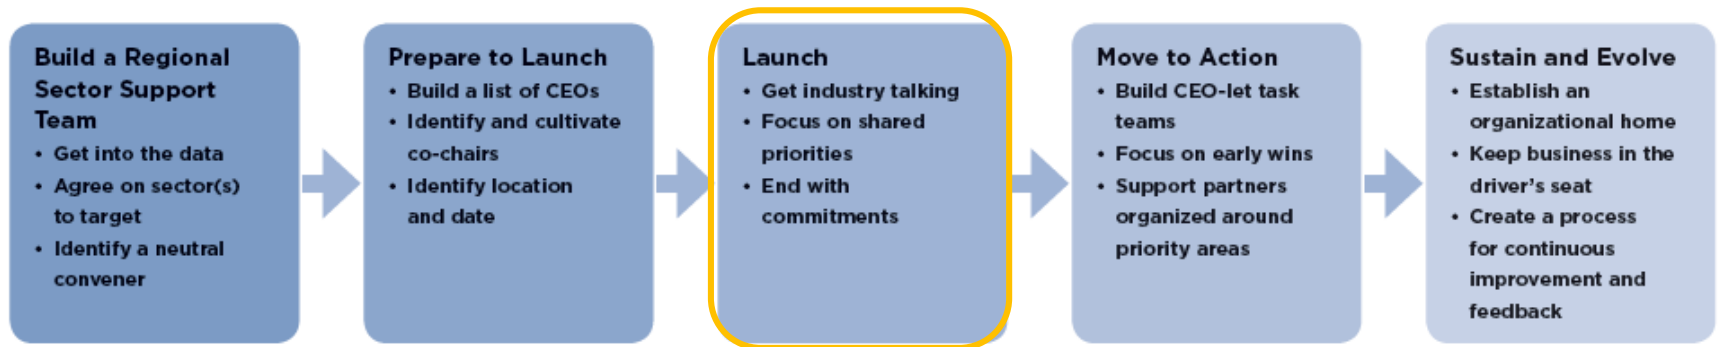 Build a Regional
Sector Support
Team
• Get into the data
• Agree on sector(s)
to target
• Identify a neutral
convener
Prepare to Launch
• Build a list of CEOs
• Identify and cultivate
co-chairs
• Identify location
and date
Launch
• Get industry talking
• Focus on shared
priorities
• End with
commitments
Move to Action
• Build CEO-let task
teams
• Focus on early wins
• Support partners
organized around
priority areas
Sustain and Evolve
• Establish an
organizational home
• Keep business in the
driver’s seat
• Create a process
for continuous
improvement and
feedback